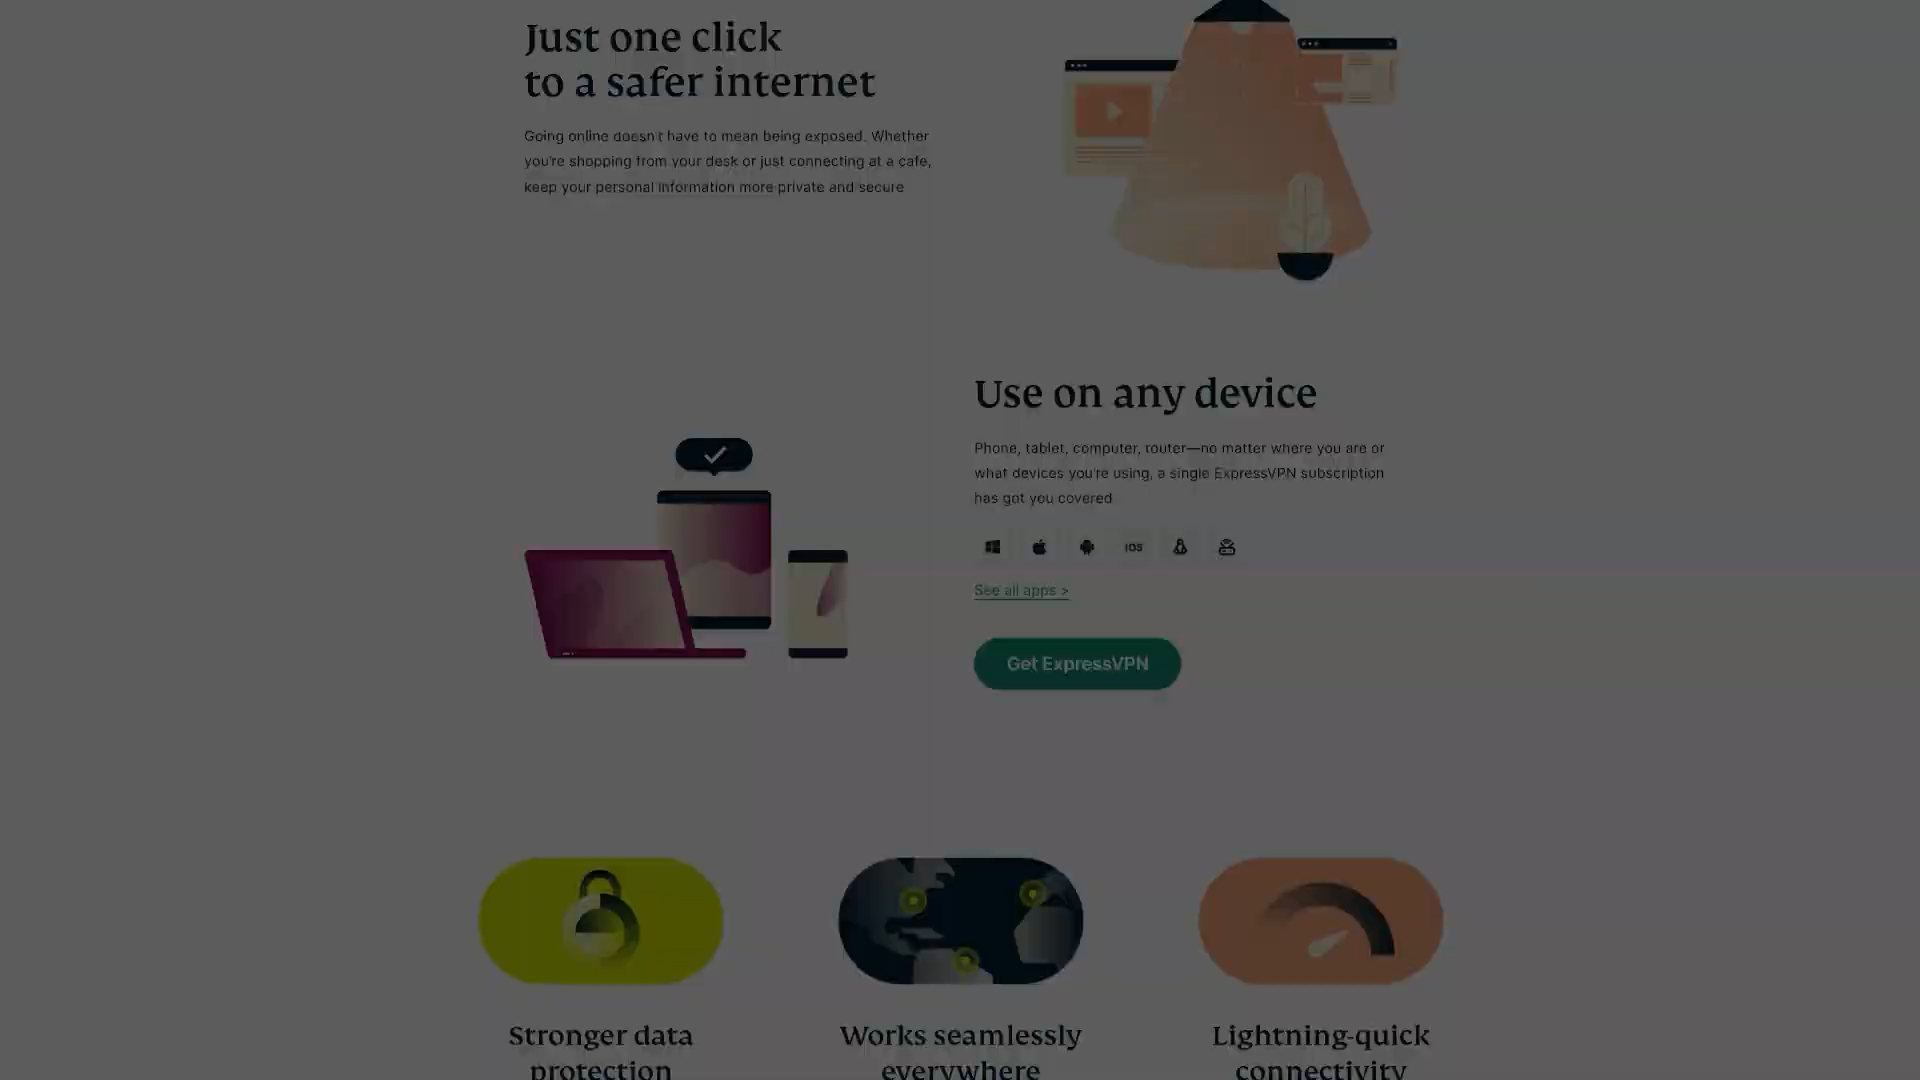 Just one click
to a safer internet
Going online doesn't have to mean being exposed. Whether
you're shopping from your desk or just connecting at a cafe,
keep your personal information more private and secure
Use on any device
Phone, tablet, computer, router—no matter where you are or
what devices you're using, a single ExpressVPN subscription
has got you covered
iOS
See all apps >
Get ExpressVPN
Stronger data
protection
Works seamlessly
everywhere
Lightning-quick
connectivity